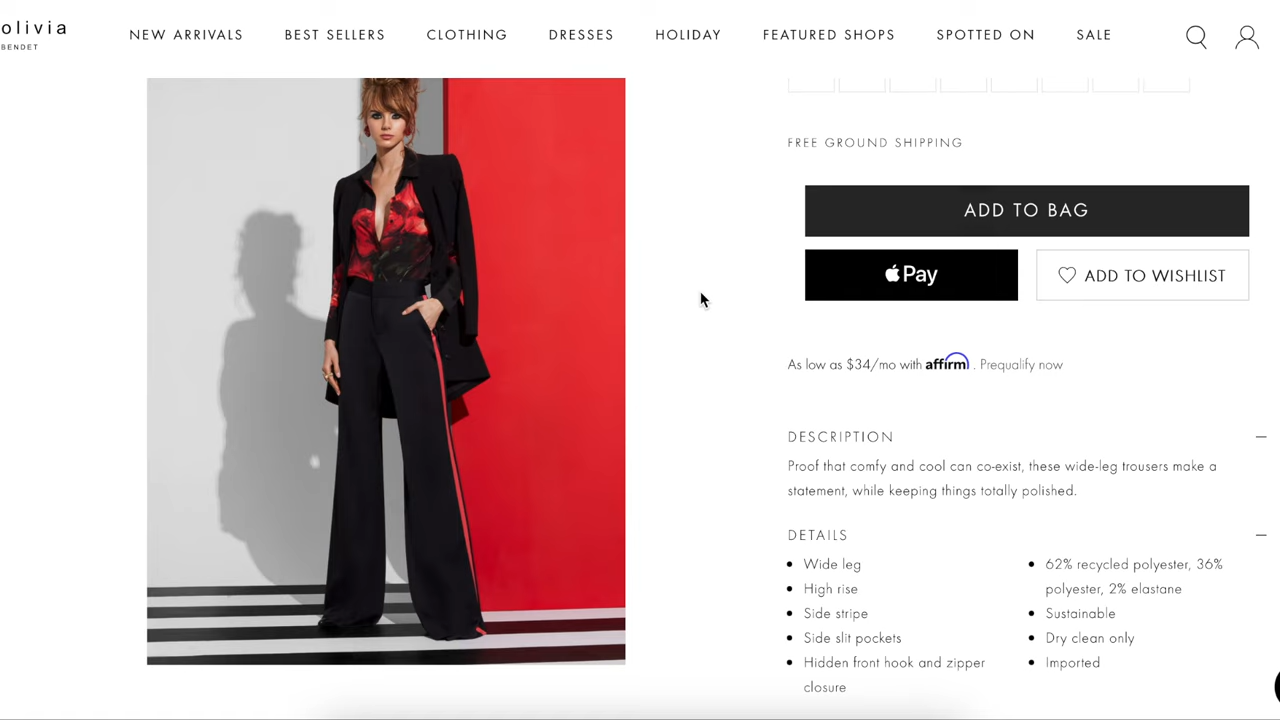 olivia
BENDET
NEW ARRIVALS BEST SELLERS CLOTHING DRESSES HOLIDAY FEATURED SHOPS SPOTTED ON SALE
FREE GROUND SHIPPING
ADD TO BAG
Pay
ADD TO WISHLIST
As low as $34/mo with affirm . Prequalify now
DESCRIPTION
Proof that comfy and cool can co-exist, these wide-leg trousers make a
statement, while keeping things totally polished.
DETAILS
Wide leg
High rise
Side stripe
Side slit pockets
Hidden front hook and zipper
closure
62% recycled polyester, 36%
polyester, 2% elastane
Sustainable
Dry clean only
Imported